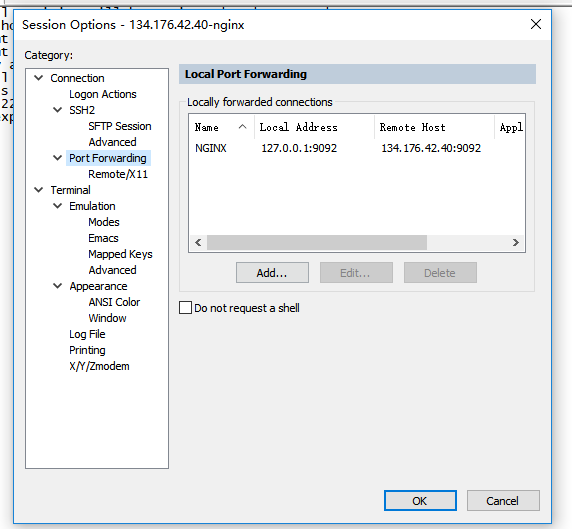 Session Options - 134.176.42.40-nginx
Category:
Connection
Logon Actions
SSH2
SFTP Session
Advanced
Port Forwarding
Remote/X11
Terminal
Emulation
Modes
Emacs
Mapped Keys
Advanced
Appearance
ANSI Color
Window
Log File
Printing
X/Y/Zmodem
Local Port Forwarding
Locally forwarded connections
Name Local Address Remote Host Appl
NGINX 127.0.0.1:9092 134.176.42.40:9092
Add... Edit... Delete
Do not request a shell
OK Cancel